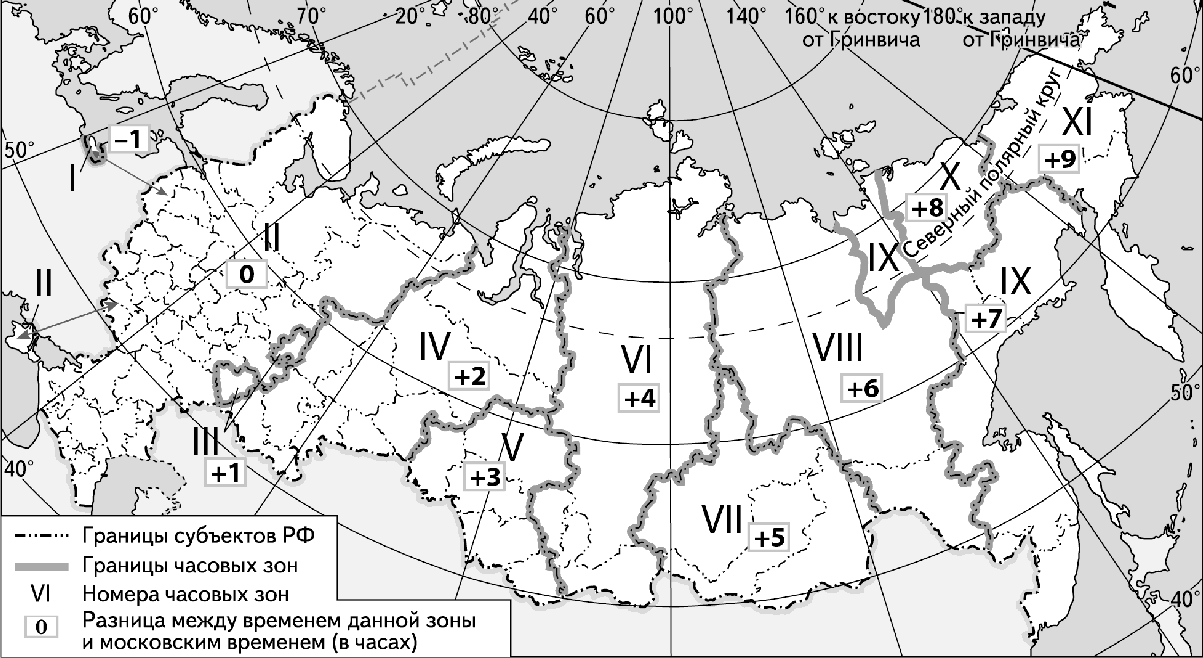 60° 70° 20° 80° 40° 60° 100° 140° 160° к востоку 180° к западу
от Гринвича от Гринвича
60°
Северный полярный круг
XI
+9
−1
50°
I
X
+8
II
0
IX
II
IX
+7
IV
+2
VI
+4
VIII
+6
50°
III
+1
V
+3
40°
VII
+5
Границы субъектов РФ
Границы часовых зон
VI Номера часовых зон
0 Разница между временем данной зоны
и московским временем (в часах)
40°